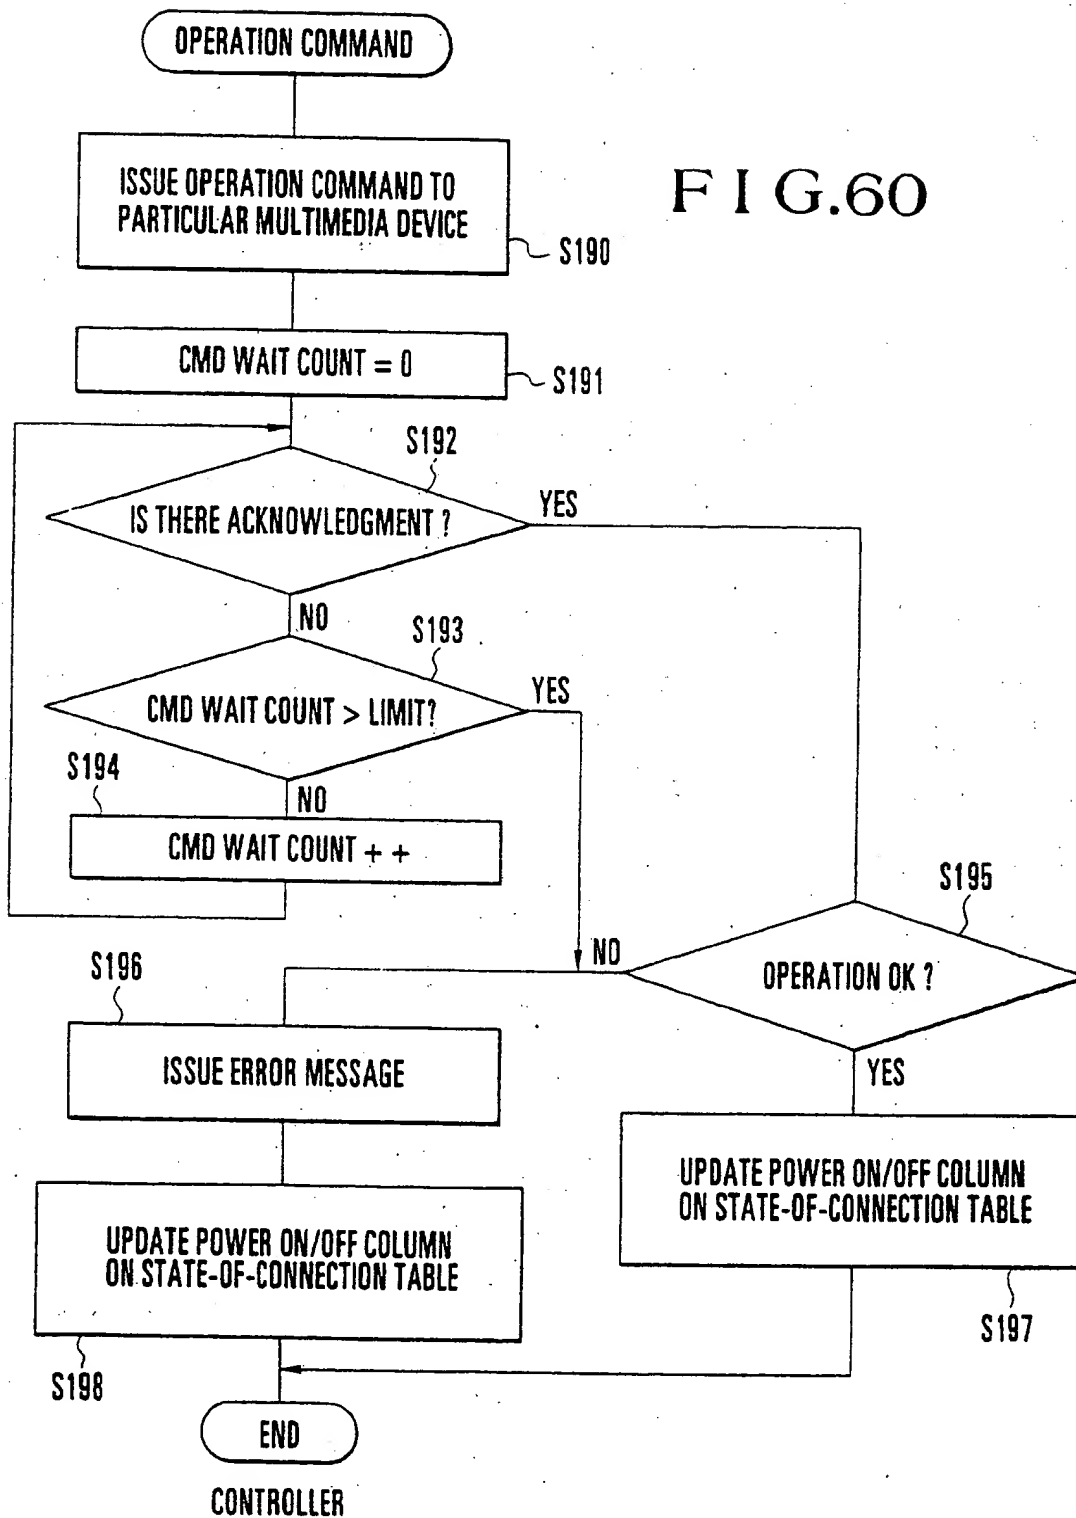 OPERATION COMMAND
F I G.60
ISSUE OPERATION COMMAND TO
PARTICULAR MULTIMEDIA DEVICE
S190
CMD WAIT COUNT = 0
S191
S192
IS THERE ACKNOWLEDGMENT ?
YES
NO
S193
CMD WAIT COUNT > LIMIT?
YES
S194
NO
CMD WAIT COUNT + +
S195
NO
OPERATION OK ?
S196
YES
ISSUE ERROR MESSAGE
UPDATE POWER ON/OFF COLUMN
ON STATE-OF-CONNECTION TABLE
S197
UPDATE POWER ON/OFF COLUMN
ON STATE-OF-CONNECTION TABLE
S198
END
CONTROLLER